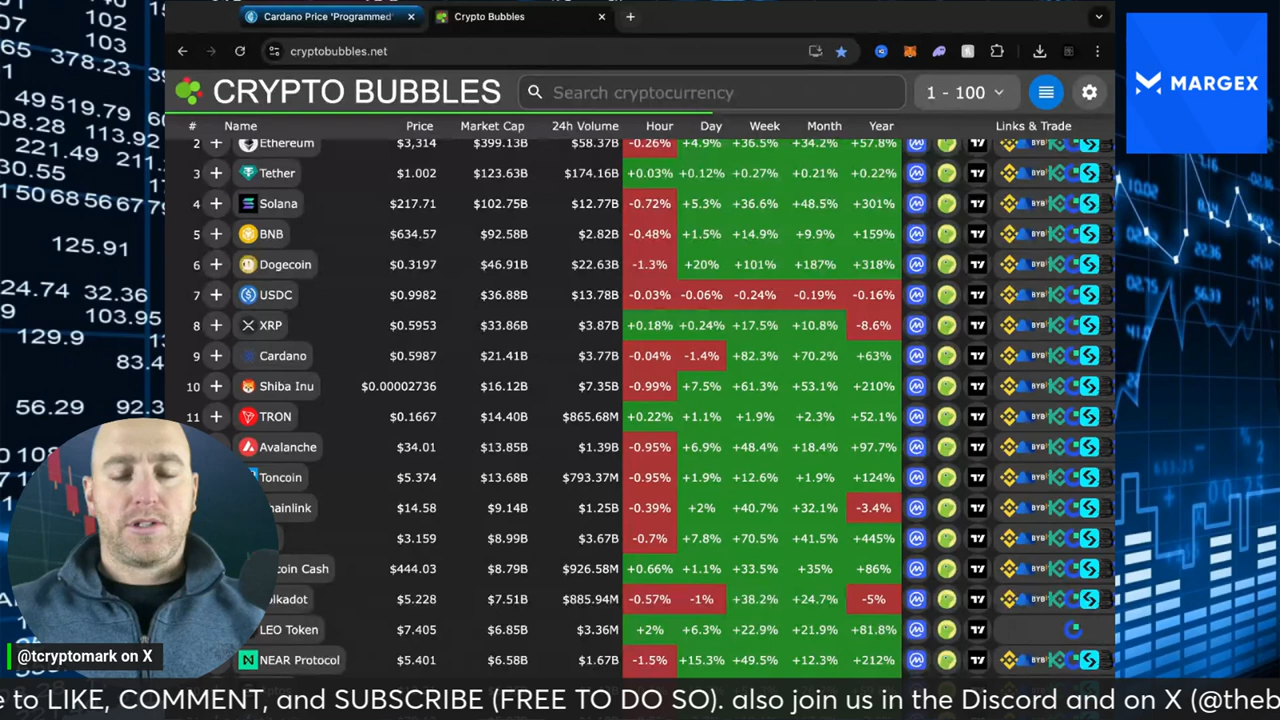 Cardano Price 'Programmed
Crypto Bubbles
cryptobubbles.net
MARGEX
CRYPTO BUBBLES
Search cryptocurrency
1 - 100
# Name Price Market Cap 24h Volume Hour Day Week Month Year Links & Trade
2 Ethereum $3,314 $399.13B $58.37B -0.26% +4.9% +36.5% +34.2% +57.8%
3 Tether $1.002 $123.63B $174.16B +0.03% +0.12% +0.27% +0.21% +0.22%
4 Solana $217.71 $102.75B $12.77B -0.72% +5.3% +36.6% +48.5% +301%
5 BNB $634.57 $92.58B $2.82B -0.48% +1.5% +14.9% +9.9% +159%
6 Dogecoin $0.3197 $46.91B $22.63B -1.3% +20% +101% +187% +318%
7 USDC $0.9982 $36.88B $13.78B -0.03% -0.06% -0.24% -0.19% -0.16%
8 XRP $0.5953 $33.86B $3.87B +0.18% +0.24% +17.5% +10.8% -8.6%
9 Cardano $0.5987 $21.41B $3.77B -0.04% -1.4% +82.3% +70.2% +63%
10 Shiba Inu $0.00002736 $16.12B $7.35B -0.99% +7.5% +61.3% +53.1% +210%
11 TRON $0.1667 $14.40B $865.68M +0.22% +1.1% +1.9% +2.3% +52.1%
Avalanche $34.01 $13.85B $1.39B -0.95% +6.9% +48.4% +18.4% +97.7%
Toncoin $5.374 $13.68B $793.37M -0.95% +1.9% +12.6% +1.9% +124%
hainlink $14.58 $9.14B $1.25B -0.39% +2% +40.7% +32.1% -3.4%
$3.159 $8.99B $3.67B -0.7% +7.8% +70.5% +41.5% +445%
coin Cash $444.03 $8.79B $926.58M +0.66% +1.1% +33.5% +35% +86%
olkadot $5.228 $7.51B $885.94M -0.57% -1% +38.2% +24.7% -5%
LEO Token $7.405 $6.85B $3.36M +2% +6.3% +22.9% +21.9% +81.8%
NEAR Protocol $5.401 $6.58B $1.67B -1.5% +15.3% +49.5% +12.3% +212%
@tcryptomark on X
e to LIKE, COMMENT, and SUBSCRIBE (FREE TO DO SO). also join us in the Discord and on X (@theb